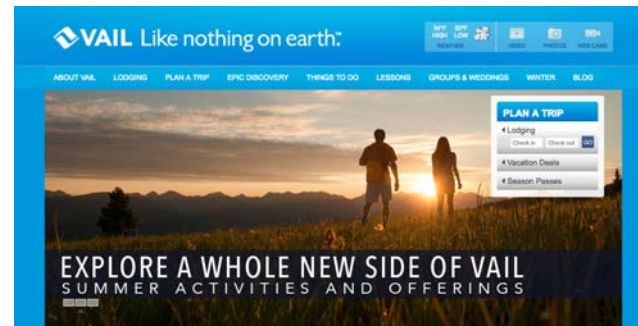 VAIL Like nothing on earth.™
HIGH LOW
WEATHER
VIDEO
PHOTOS
WEB CAMS
ABOUT VAIL
LODGING
PLAN A TRIP
EPIC DISCOVERY
THINGS TO DO
LESSONS
GROUPS & WEDDINGS
WINTER
BLOG
PLAN A TRIP
Lodging
Check in
Check out
GO
Vacation Deals
Season Passes
EXPLORE A WHOLE NEW SIDE OF VAIL
SUMMER ACTIVITIES AND OFFERINGS